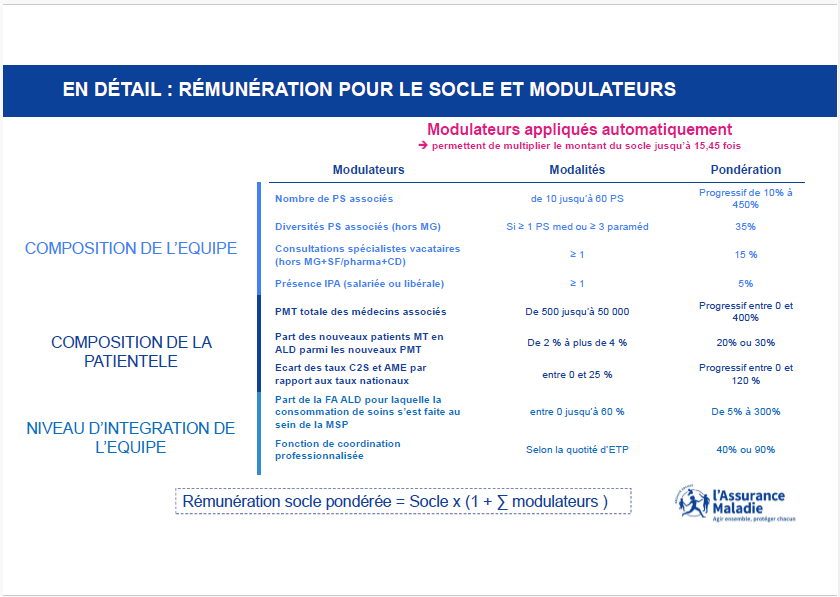 EN DÉTAIL : RÉMUNÉRATION POUR LE SOCLE ET MODULATEURS
Modulateurs appliqués automatiquement
➔ permettent de multiplier le montant du socle jusqu'à 15,45 fois
Modulateurs Modalités Pondération
COMPOSITION DE L'EQUIPE
Nombre de PS associés
de 10 jusqu'à 60 PS
Progressif de 10% à
450%
Diversités PS associés (hors MG)
Si ≥ 1 PS med ou ≥ 3 paraméd
35%
Consultations spécialistes vacataires
(hors MG+SF/pharma+CD)
≥ 1
15 %
Présence IPA (salariée ou libérale)
≥ 1
5%
COMPOSITION DE LA
PATIENTELE
PMT totale des médecins associés
De 500 jusqu'à 50 000
Progressif entre 0 et
400%
Part des nouveaux patients MT en
ALD parmi les nouveaux PMT
De 2 % à plus de 4 %
20% ou 30%
Ecart des taux C2S et AME par
rapport aux taux nationaux
entre 0 et 25 %
Progressif entre 0 et
120 %
NIVEAU D'INTEGRATION DE
L'EQUIPE
Part de la FA ALD pour laquelle la
consommation de soins s'est faite au
sein de la MSP
entre 0 jusqu'à 60 %
De 5% à 300%
Fonction de coordination
professionnalisée
Selon la quotité d'ETP
40% ou 90%
Rémunération socle pondérée = Socle x (1 + ∑ modulateurs )
l'Assurance
Maladie
Agir ensemble, protéger chacun